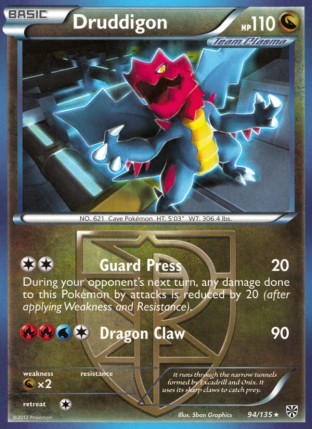 BASIC
Druddigon
HP110
Team Plasma
NO. 621 Cave Pokémon HT: 5'03" WT: 306.4 lbs.
Guard Press 20
During your opponent's next turn, any damage done
to this Pokémon by attacks is reduced by 20 (after
applying Weakness and Resistance).
Dragon Claw 90
weakness resistance
×2
retreat
It runs through the narrow tunnels
formed by Excadrill and Onix. It
uses its sharp claws to catch prey.
©2012 Pokémon
Illus. 5ban Graphics 94/135 ★